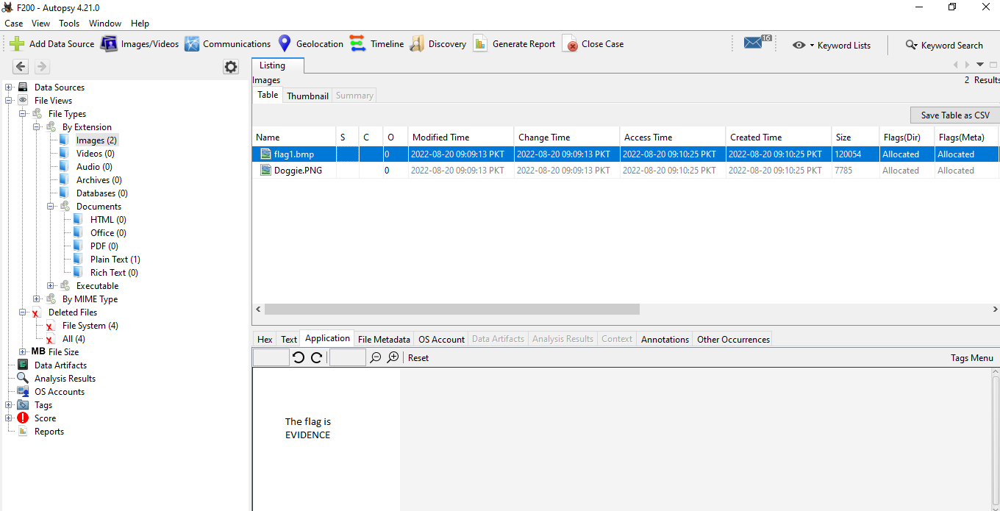 F200 - Autopsy 4.21.0
Case View Tools Window Help
Add Data Source Images/Videos Communications Geolocation Timeline Discovery Generate Report Close Case 16 Keyword Lists Keyword Search
Listing
Images
2 Results
Table Thumbnail Summary
Save Table as CSV
Name S C O Modified Time Change Time Access Time Created Time Size Flags(Dir) Flags(Meta)
flag1.bmp 0 2022-08-20 09:09:13 PKT 2022-08-20 09:09:13 PKT 2022-08-20 09:10:25 PKT 2022-08-20 09:10:25 PKT 120054 Allocated Allocated
Doggie.PNG 0 2022-08-20 09:09:13 PKT 2022-08-20 09:09:13 PKT 2022-08-20 09:10:25 PKT 2022-08-20 09:10:25 PKT 7785 Allocated Allocated
Data Sources
File Views
File Types
By Extension
Images (2)
Videos (0)
Audio (0)
Archives (0)
Databases (0)
Documents
HTML (0)
Office (0)
PDF (0)
Plain Text (1)
Rich Text (0)
Executable
By MIME Type
Deleted Files
File System (4)
All (4)
MB File Size
Data Artifacts
Analysis Results
OS Accounts
Tags
Score
Reports
Hex Text Application File Metadata OS Account Data Artifacts Analysis Results Context Annotations Other Occurrences
Reset Tags Menu
The flag is
EVIDENCE